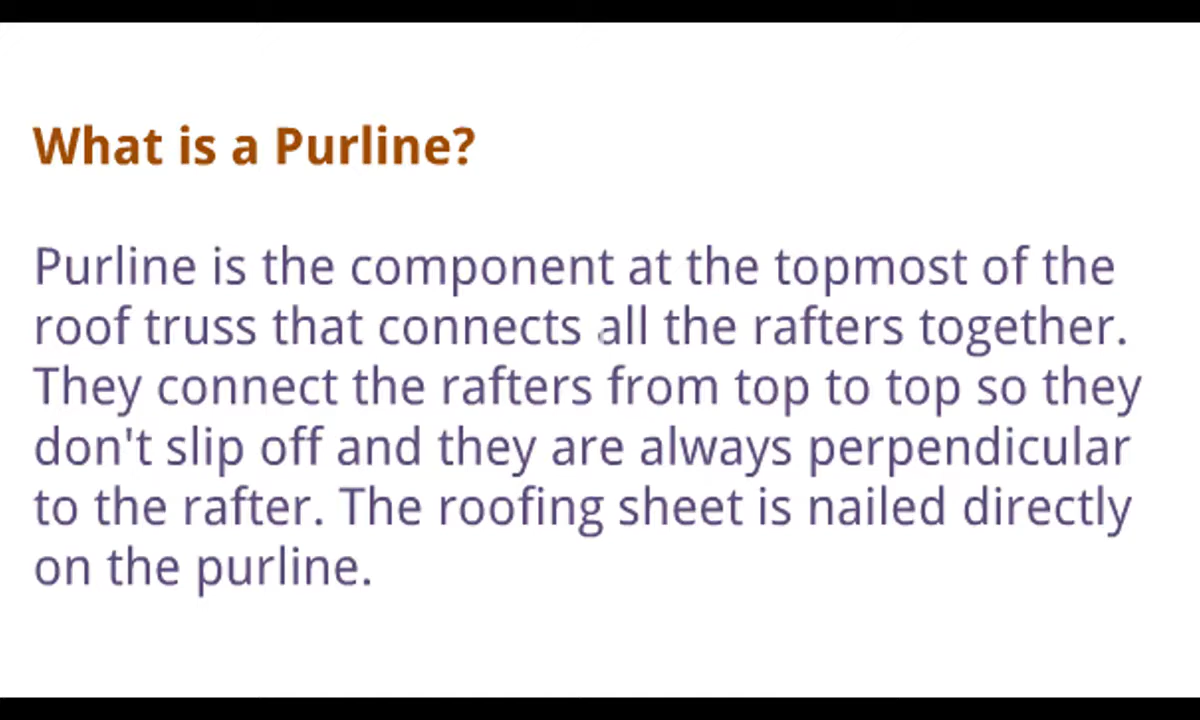 What is a Purline?
Purline is the component at the topmost of the
roof truss that connects all the rafters together.
They connect the rafters from top to top so they
don't slip off and they are always perpendicular
to the rafter. The roofing sheet is nailed directly
on the purline.